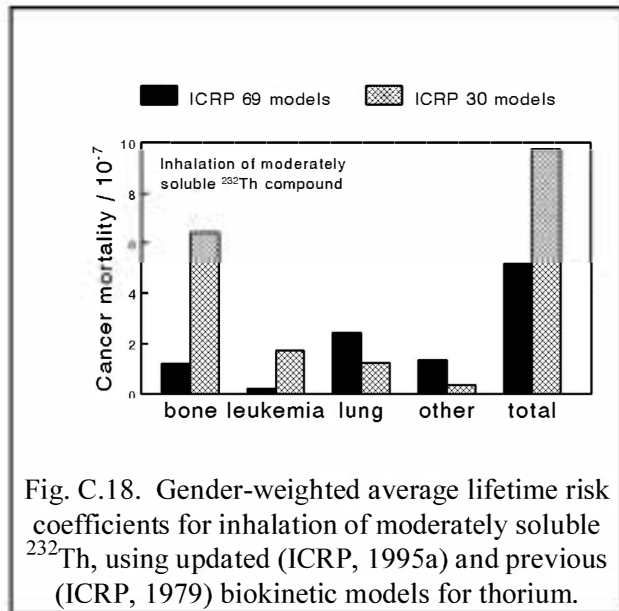 ICRP 69 models ICRP 30 models
Cancer mortality / 10⁻⁷
10
8
6
4
2
0
Inhalation of moderately
soluble ²³²Th compound
bone leukemia lung other total
Fig. C.18. Gender-weighted average lifetime risk
coefficients for inhalation of moderately soluble
²³²Th, using updated (ICRP, 1995a) and previous
(ICRP, 1979) biokinetic models for thorium.